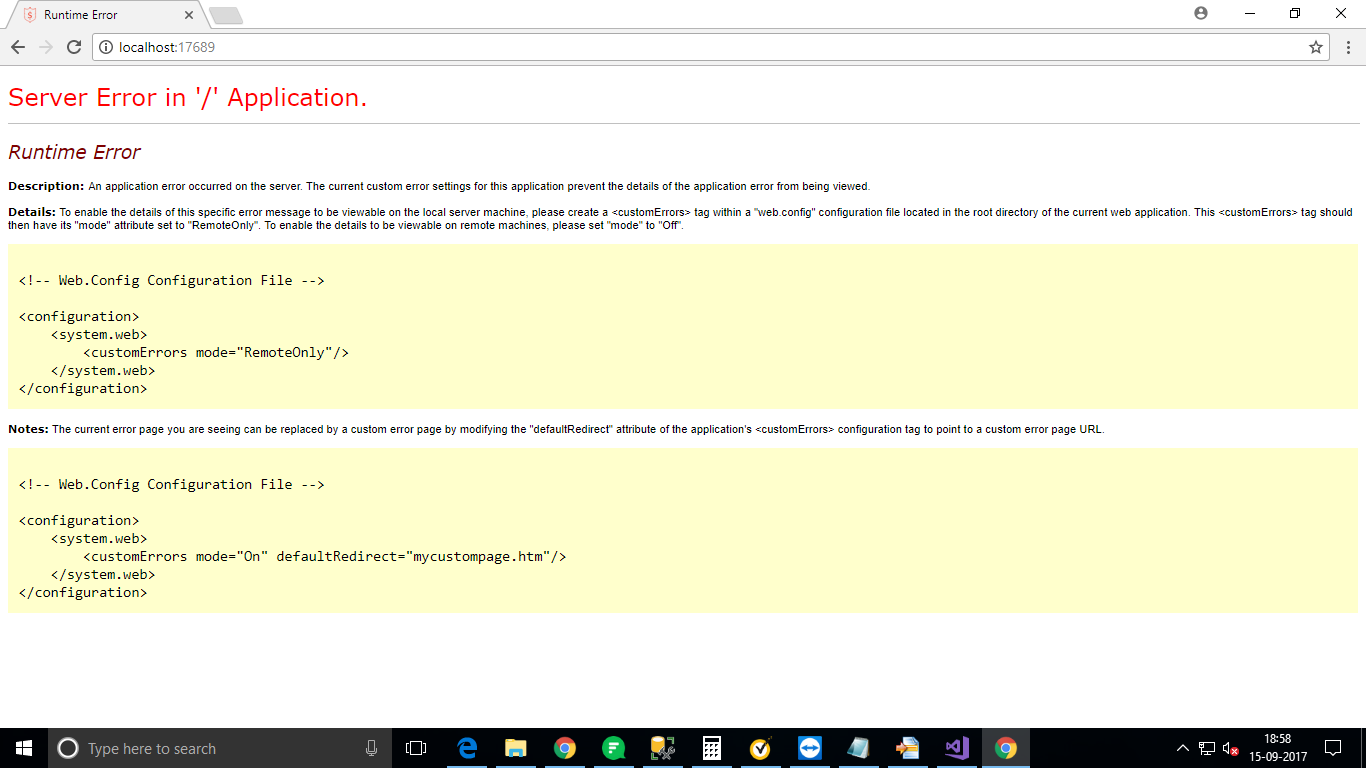 Runtime Error
localhost:17689
Server Error in '/' Application.
Runtime Error
Description: An application error occurred on the server. The current custom error settings for this application prevent the details of the application error from being viewed.
Details: To enable the details of this specific error message to be viewable on the local server machine, please create a <customErrors> tag within a "web.config" configuration file located in the root directory of the current web application. This <customErrors> tag should
then have its "mode" attribute set to "RemoteOnly". To enable the details to be viewable on remote machines, please set "mode" to "Off".
<!-- Web.Config Configuration File -->
<configuration>
    <system.web>
        <customErrors mode="RemoteOnly"/>
    </system.web>
</configuration>
Notes: The current error page you are seeing can be replaced by a custom error page by modifying the "defaultRedirect" attribute of the application's <customErrors> configuration tag to point to a custom error page URL.
<!-- Web.Config Configuration File -->
<configuration>
    <system.web>
        <customErrors mode="On" defaultRedirect="mycustompage.htm"/>
    </system.web>
</configuration>
Type here to search
18:58
15-09-2017